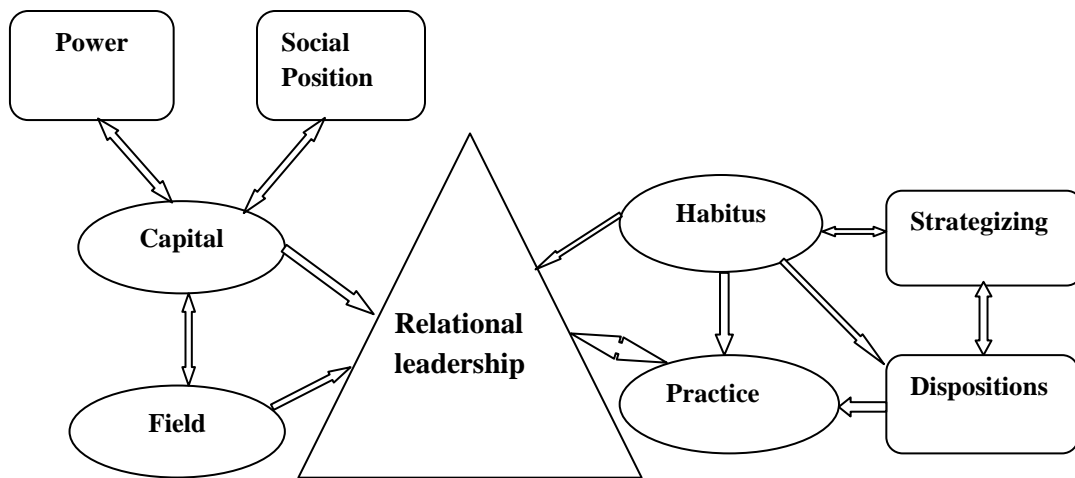 Power
Social
Position
Habitus
Strategizing
Capital
Relational
leadership
Practice
Dispositions
Field